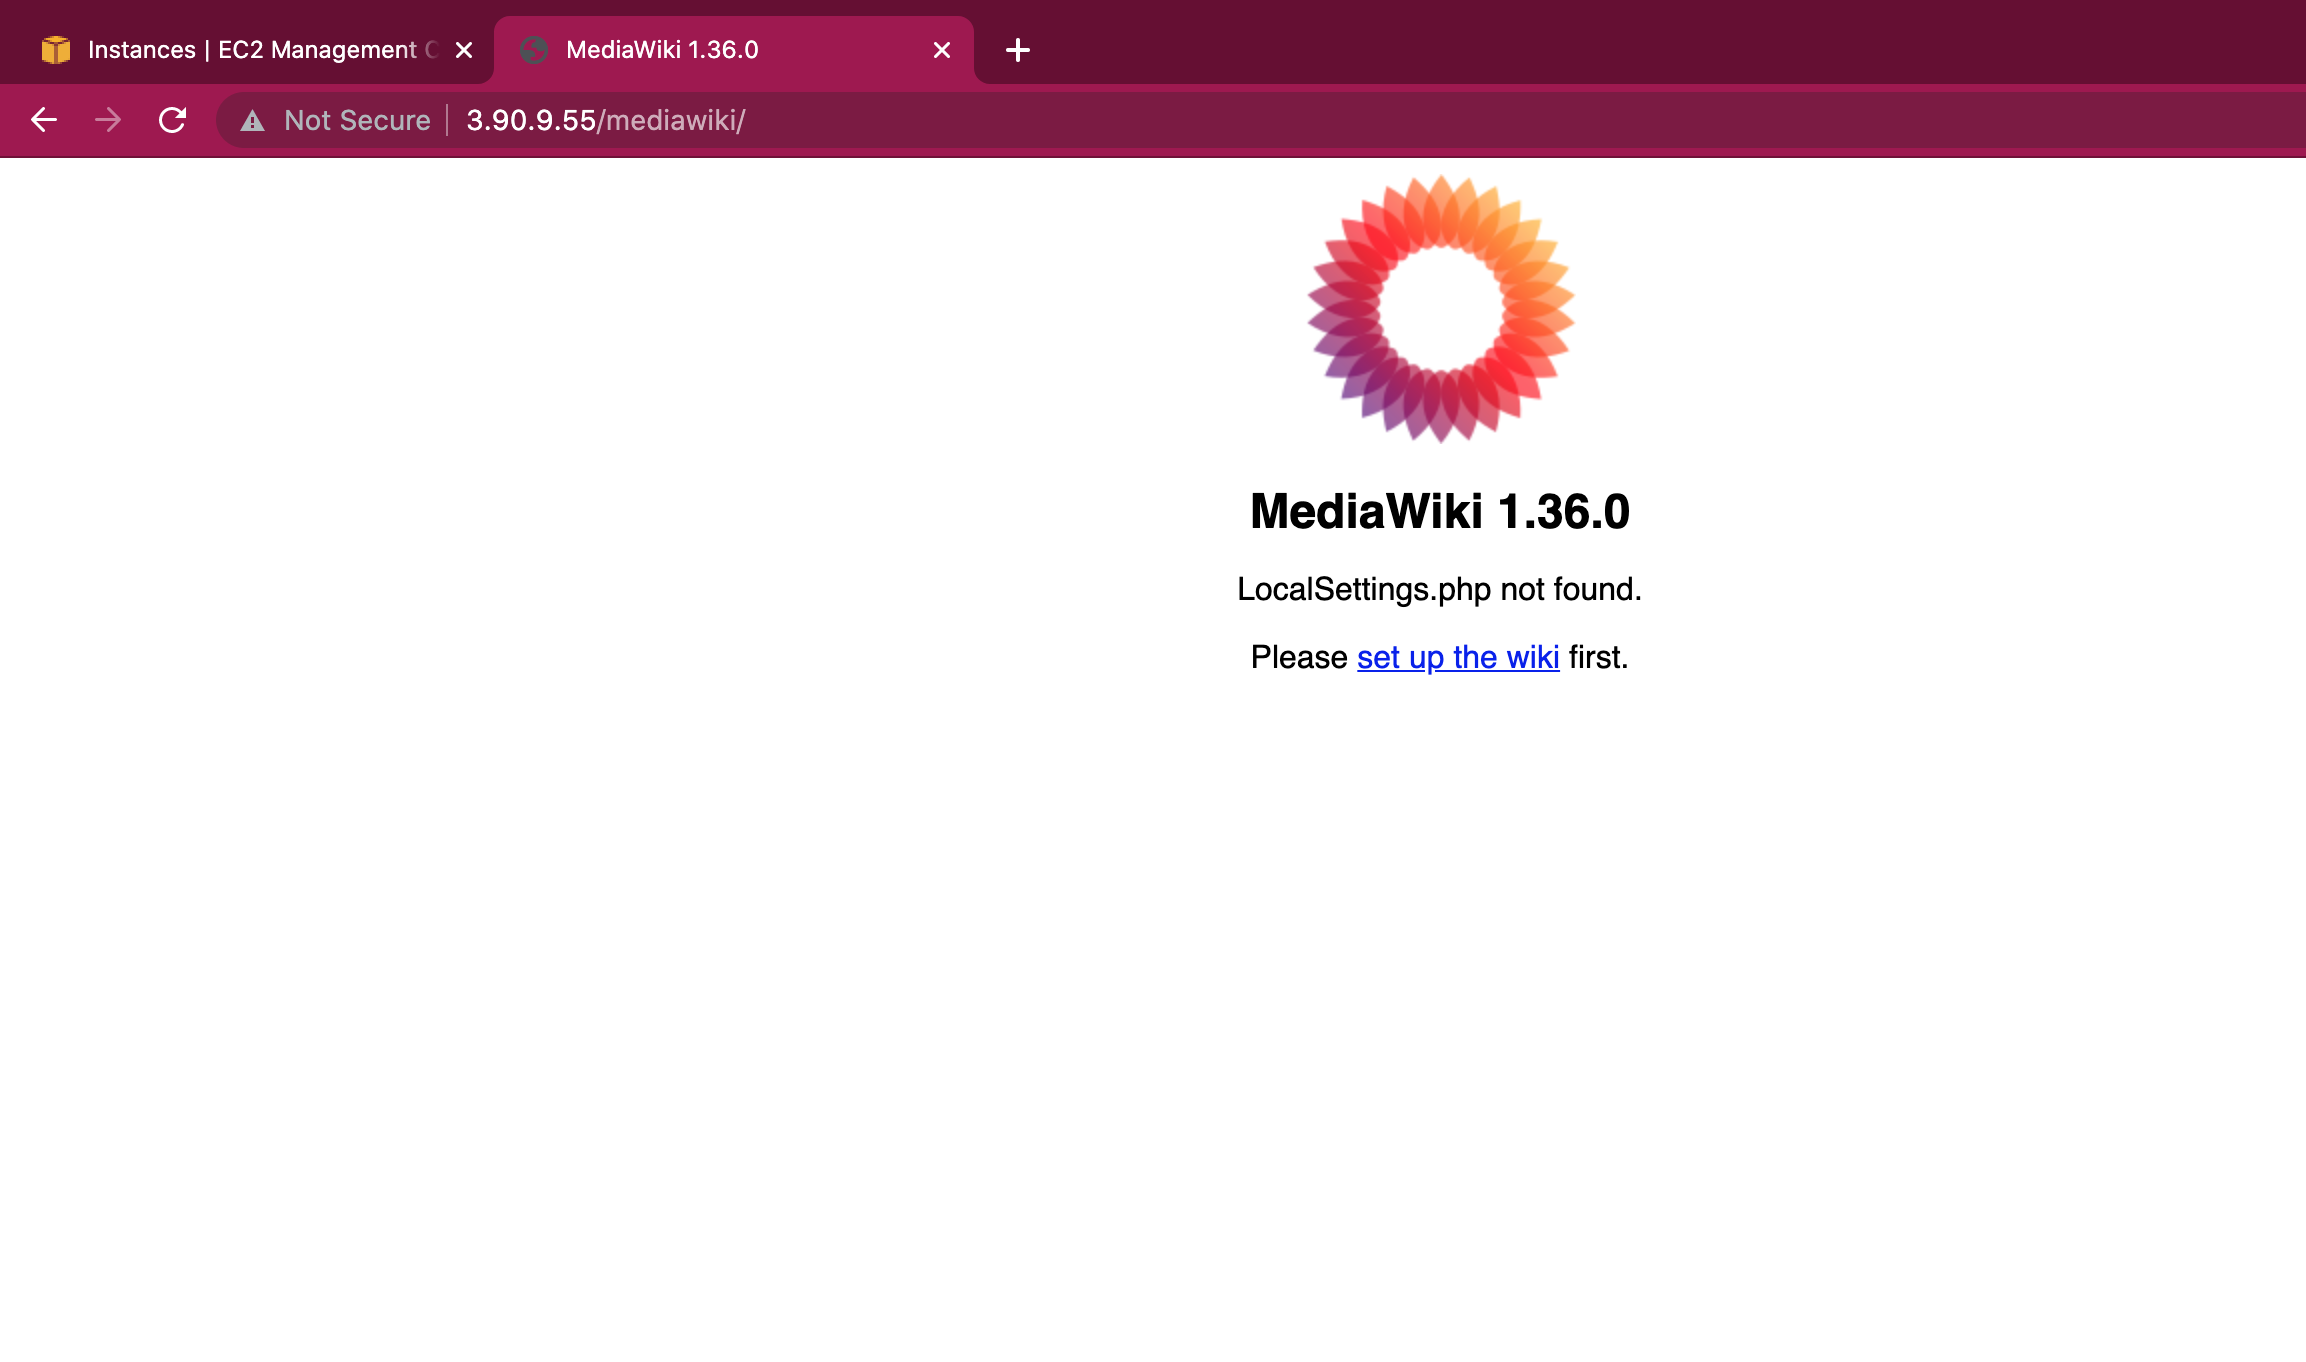 Instances | EC2 Management C
MediaWiki 1.36.0
Not Secure
3.90.9.55/mediawiki/
MediaWiki 1.36.0
LocalSettings.php not found.
Please set up the wiki first.